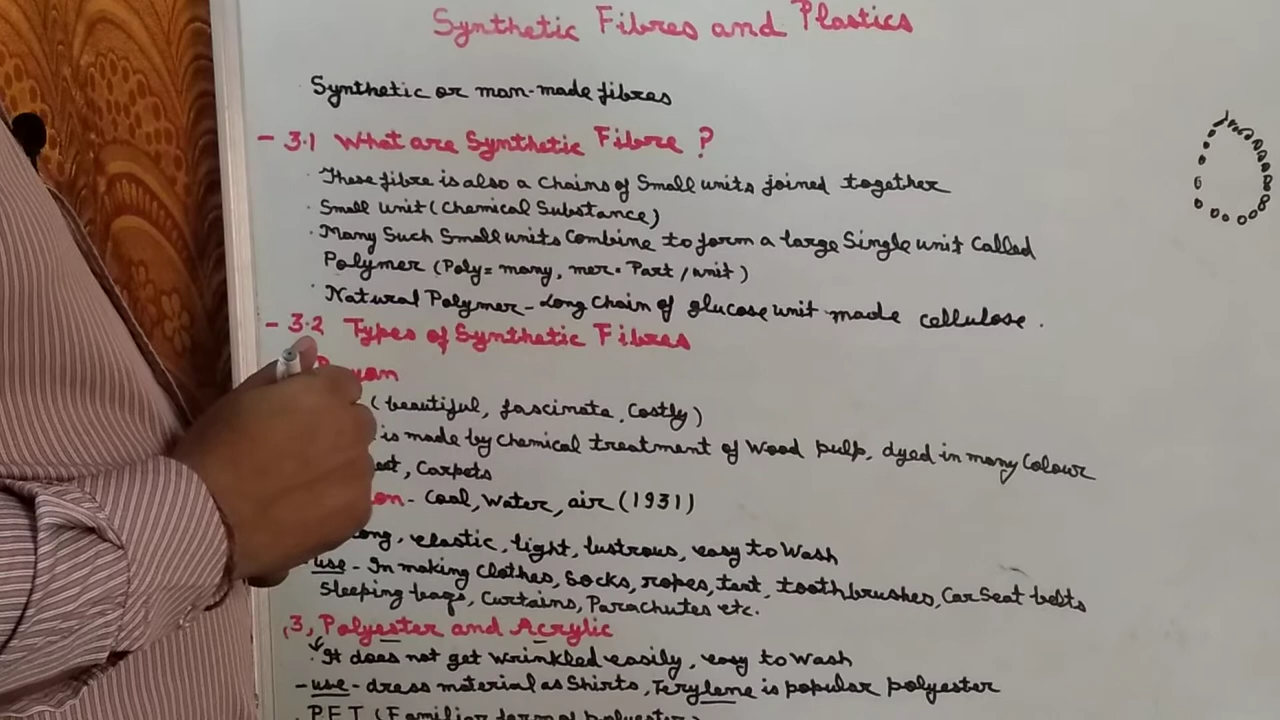 Synthetic Fibres and Plastics
Synthetic or man-made fibres
- 3.1 What are Synthetic Fibre ?
· These fibre is also a Chains of Small units joined together
· Small unit (Chemical Substance)
· Many Such Small units Combine to form a large Single unit Called
Polymer (Poly = many, mer = Part / unit)
· Natural Polymer - Long Chain of glucose unit made cellulose .
- 3.2 Types of Synthetic Fibres
(beautiful, fascinate, Costly)
is made by Chemical treatment of Wood pulp, dyed in many Colour
, Carpets
- Coal, Water, air (1931)
, elastic, light, lustrous, easy to Wash
- use - In making Clothes, Socks, ropes, tent, toothbrushes, Car Seat belts
Sleeping bags, Curtains, Parachutes etc.
,3, Polyester and Acrylic
· It does not get wrinkled easily, easy to Wash
- use - dress material as Shirts, Terylene is popular polyester
· PET (Familiar form of polyester)